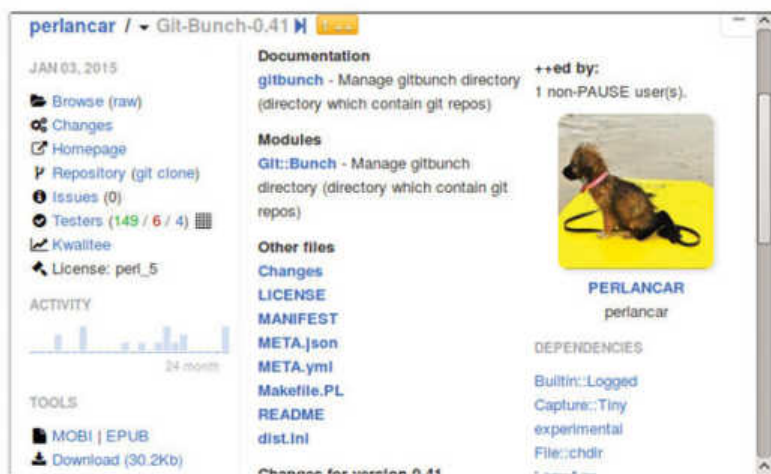 perlancar / Git-Bunch-0.41
JAN 03, 2015
Browse (raw)
Changes
Homepage
Repository (git clone)
Issues (0)
Testers (149 / 6 / 4)
Kwalitee
License: perl_5
ACTIVITY
24 month
TOOLS
MOBI | EPUB
Download (30.2Kb)
Documentation
gitbunch - Manage gitbunch directory
(directory which contain git repos)
Modules
Git::Bunch - Manage gitbunch
directory (directory which contain git
repos)
Other files
Changes
LICENSE
MANIFEST
META.json
META.yml
Makefile.PL
README
dist.ini
Changes for version 0.41
++ed by:
1 non-PAUSE user(s).
PERLANCAR
perlancar
DEPENDENCIES
Builtin::Logged
Capture::Tiny
experimental
File::chdir